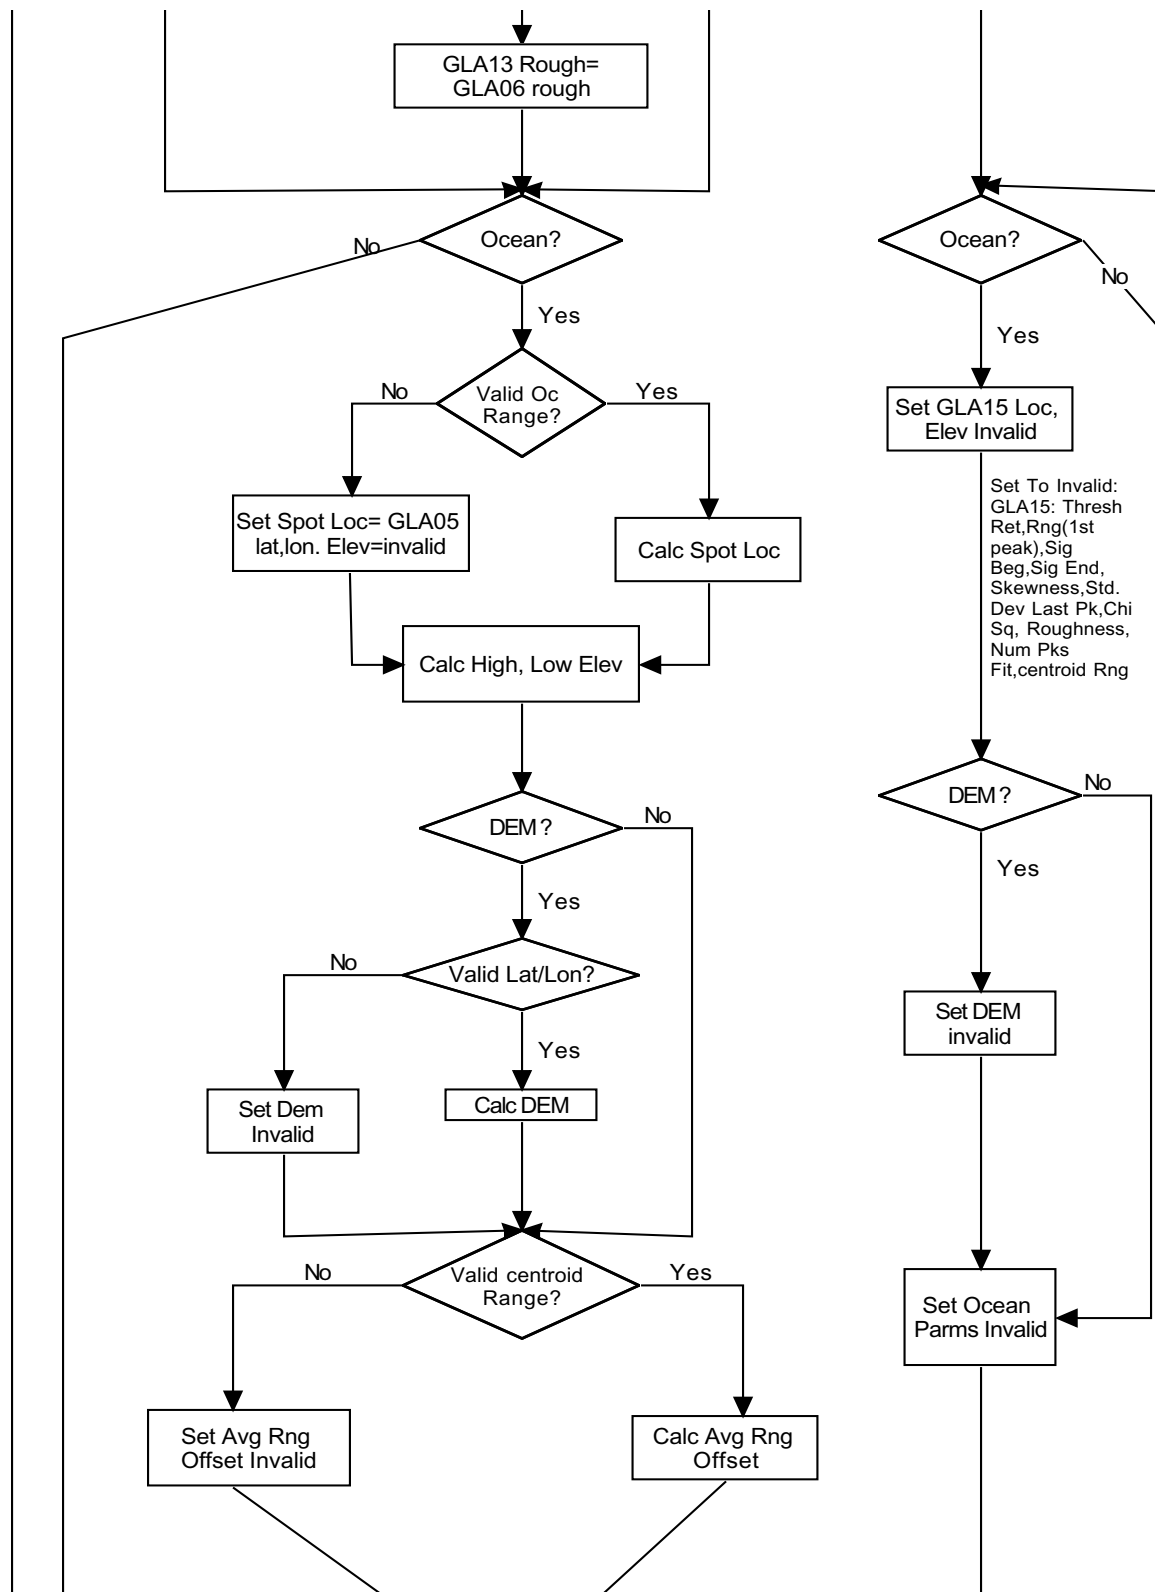 GLA13 Rough=
GLA06 rough
Ocean?
No
Yes
Valid Oc
Range?
No
Yes
Set Spot Loc= GLA05
lat,lon. Elev=invalid
Calc Spot Loc
Calc High, Low Elev
DEM?
No
Yes
Valid Lat/Lon?
No
Yes
Set Dem
Invalid
Calc DEM
Valid centroid
Range?
No
Yes
Set Avg Rng
Offset Invalid
Calc Avg Rng
Offset
Ocean?
No
Yes
Set GLA15 Loc,
Elev Invalid
Set To Invalid:
GLA15: Thresh
Ret,Rng(1st
peak),Sig
Beg,Sig End,
Skewness,Std.
Dev Last Pk,Chi
Sq, Roughness,
Num Pks
Fit,centroid Rng
DEM?
No
Yes
Set DEM
invalid
Set Ocean
Parms Invalid